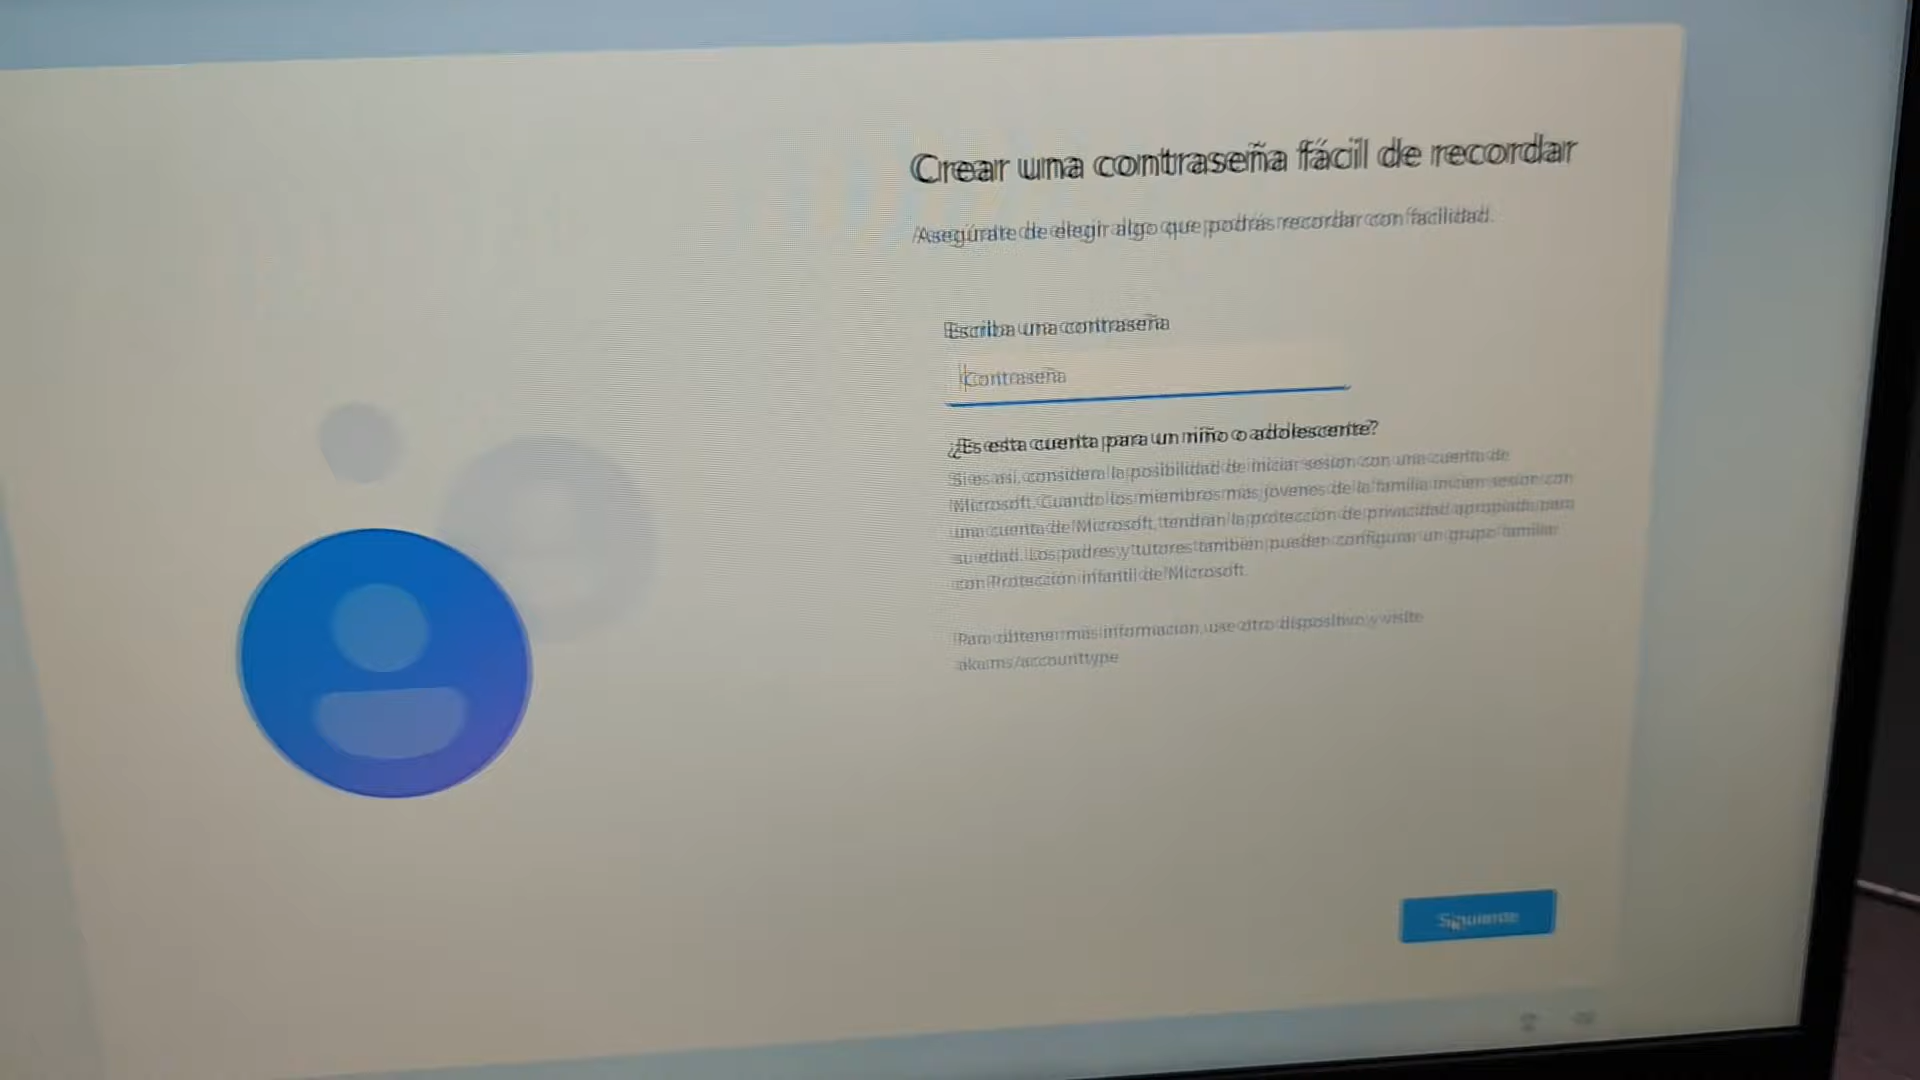 Crear una contraseña fácil de recordar
Asegúrate de elegir algo que podrás recordar con facilidad.
Escriba una contraseña
Contraseña
¿Es esta cuenta para un niño o adolescente?
Si es así, considera la posibilidad de iniciar sesión con una cuenta de
Microsoft. Cuando los miembros más jóvenes de la familia inicien sesión con
una cuenta de Microsoft, tendrán la protección de privacidad apropiada para
su edad. Los padres y tutores también pueden configurar un grupo familiar
con Protección infantil de Microsoft.
Para obtener más información, use otro dispositivo y visite
aka.ms/accounttype
Siguiente